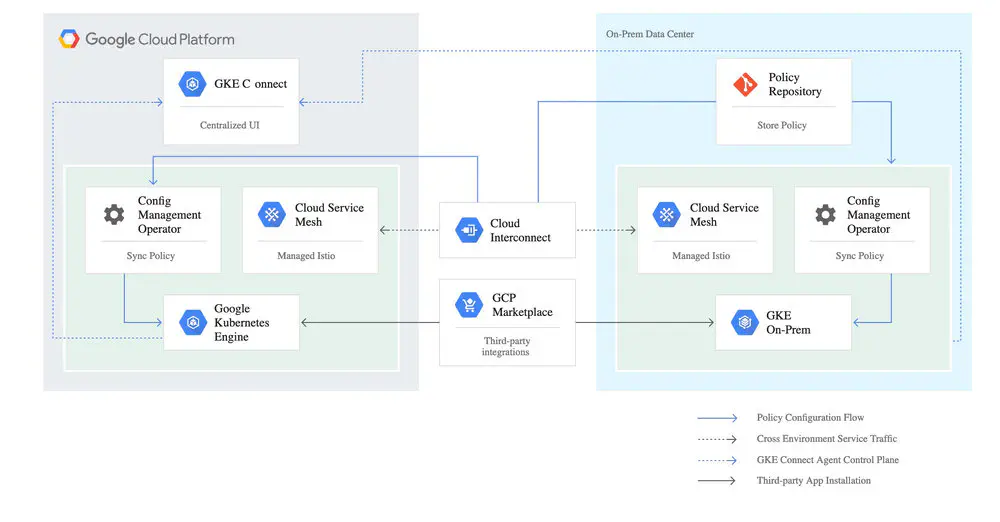 Google Cloud Platform
On-Prem Data Center
GKE C onnect
Centralized UI
Policy
Repository
Store Policy
Config
Management
Operator
Sync Policy
Cloud Service
Mesh
Managed Istio
Cloud
Interconnect
Cloud Service
Mesh
Managed Istio
Config
Management
Operator
Sync Policy
Google
Kubernetes
Engine
GCP
Marketplace
Third-party
integrations
GKE
On-Prem
Policy Configuration Flow
Cross Environment Service Traffic
GKE Connect Agent Control Plane
Third-party App Installation